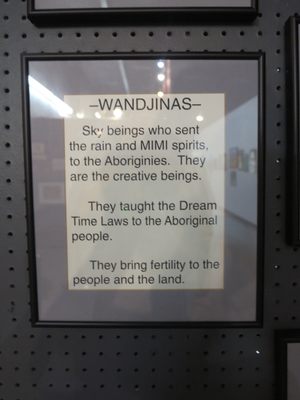 –WANDJINAS–
Sky beings who sent
the rain and MIMI spirits,
to the Aboriginies. They
are the creative beings.
They taught the Dream
Time Laws to the Aboriginal
people.
They bring fertility to the
people and the land.